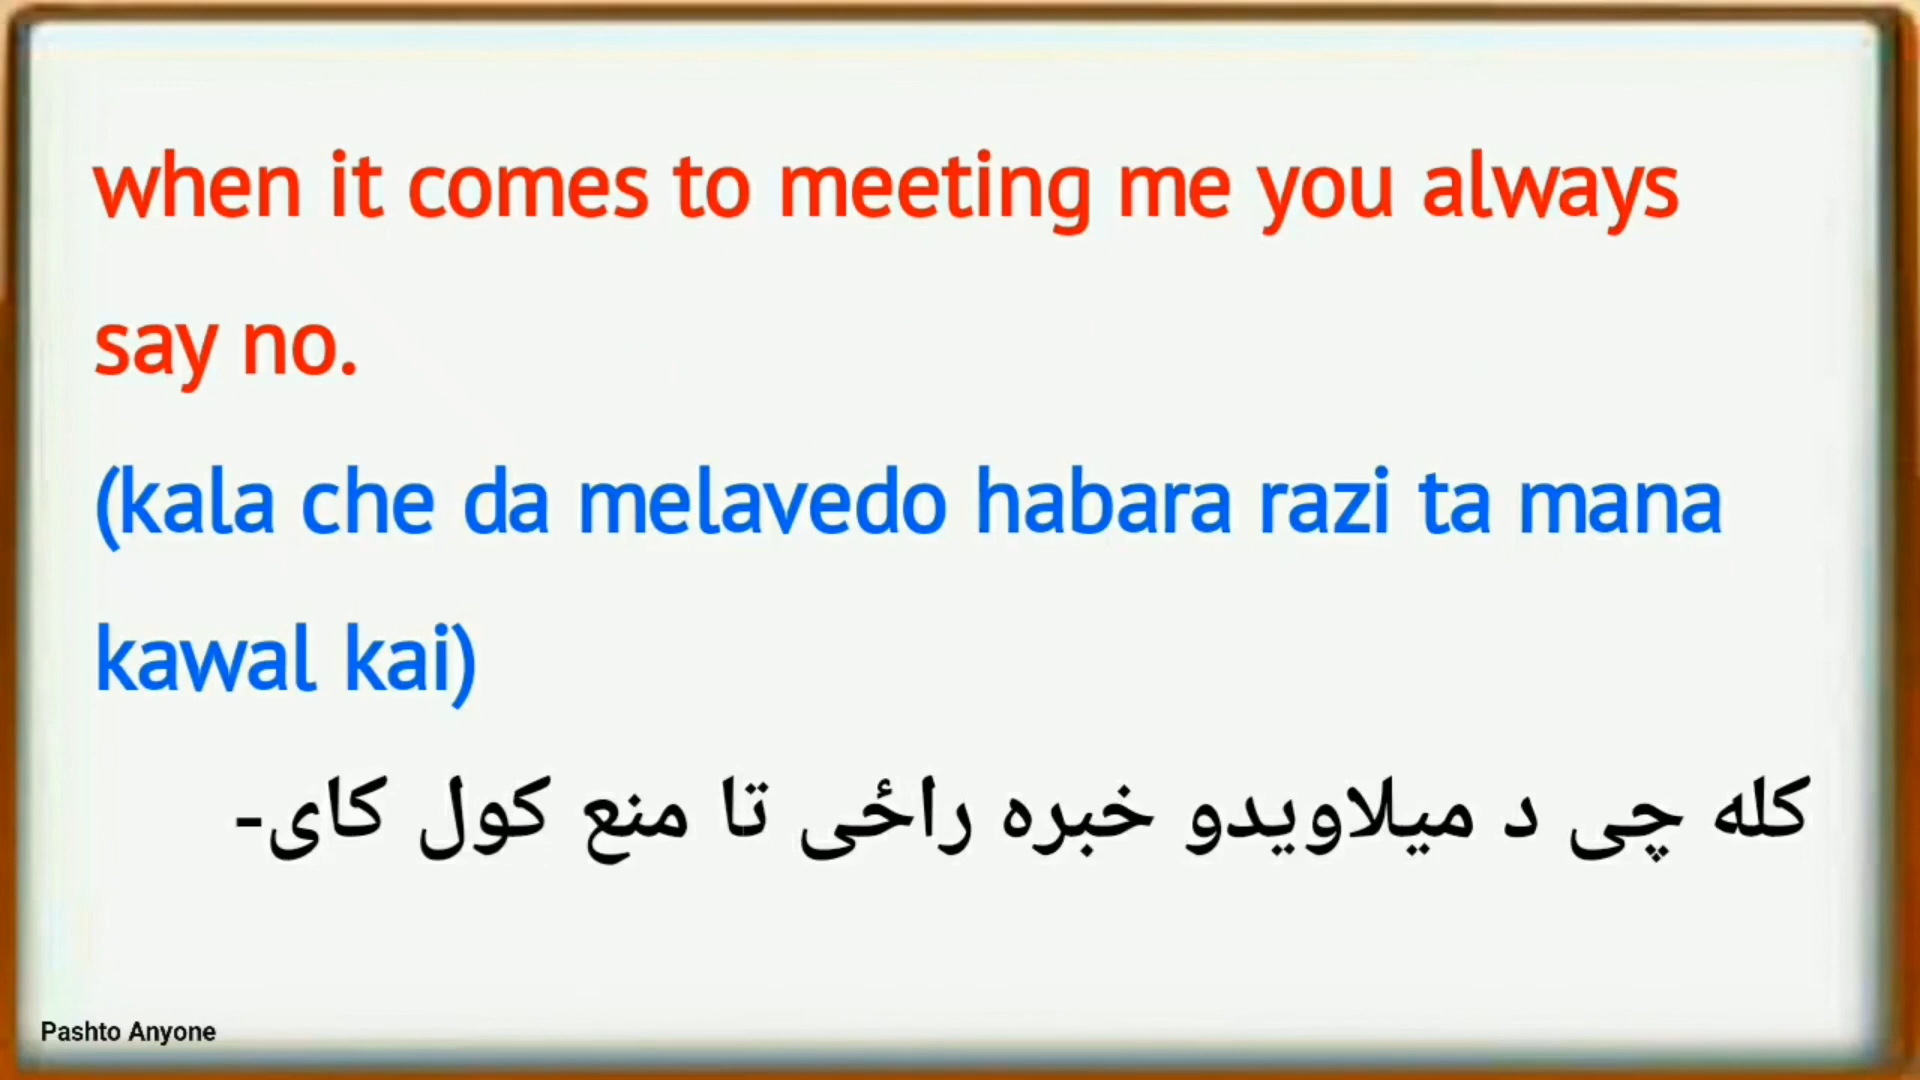 when it comes to meeting me you always
say no.
(kala che da melavedo habara razi ta mana
kawal kai)
کله چی د میلاویدو خبره راځی تا منع کول کای-
Pashto Anyone